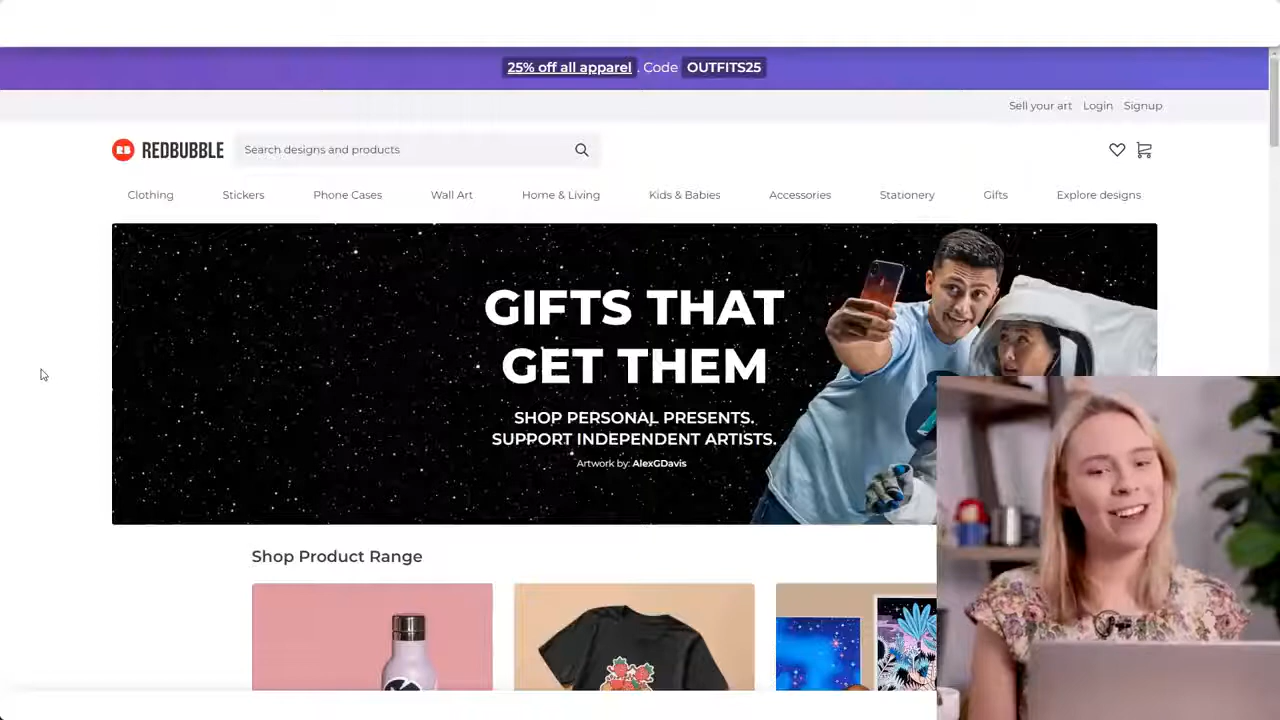 25% off all apparel . Code OUTFITS25
Sell your art Login Signup
RB REDBUBBLE Search designs and products
Clothing Stickers Phone Cases Wall Art Home & Living Kids & Babies Accessories Stationery Gifts Explore designs
GIFTS THAT
GET THEM
SHOP PERSONAL PRESENTS.
SUPPORT INDEPENDENT ARTISTS.
Artwork by: AlexGDavis
Shop Product Range